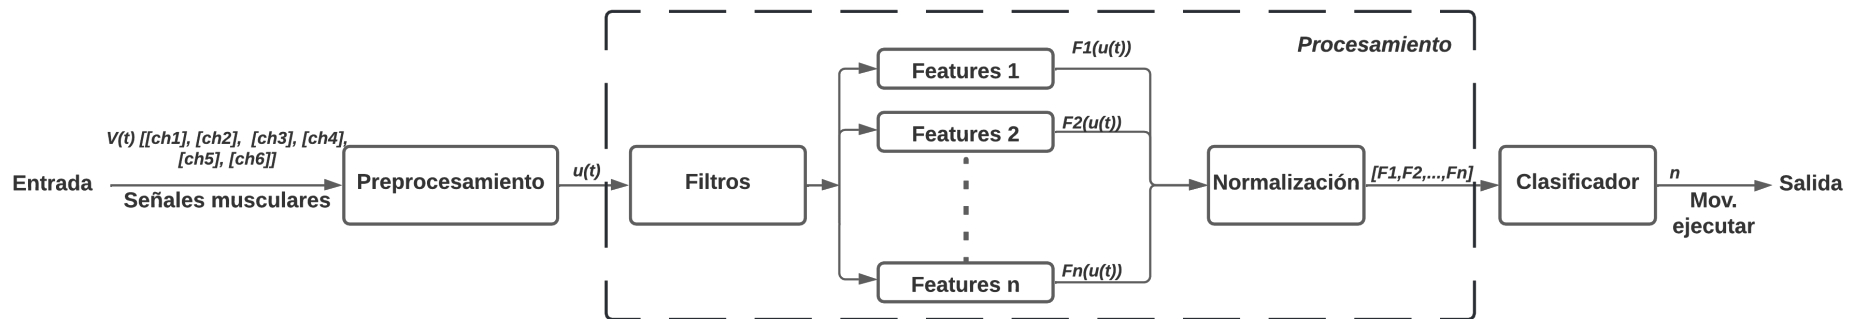 Procesamiento
Entrada
V(t) [[ch1], [ch2], [ch3], [ch4],
[ch5], [ch6]]
Señales musculares
Preprocesamiento
u(t)
Filtros
Features 1
F1(u(t))
Features 2
F2(u(t))
Features n
Fn(u(t))
Normalización
[F1,F2,...,Fn]
Clasificador
n
Mov.
ejecutar
Salida